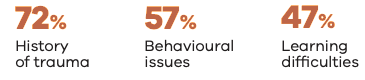 72% 57% 47%
History Behavioural Learning
of trauma issues difficulties